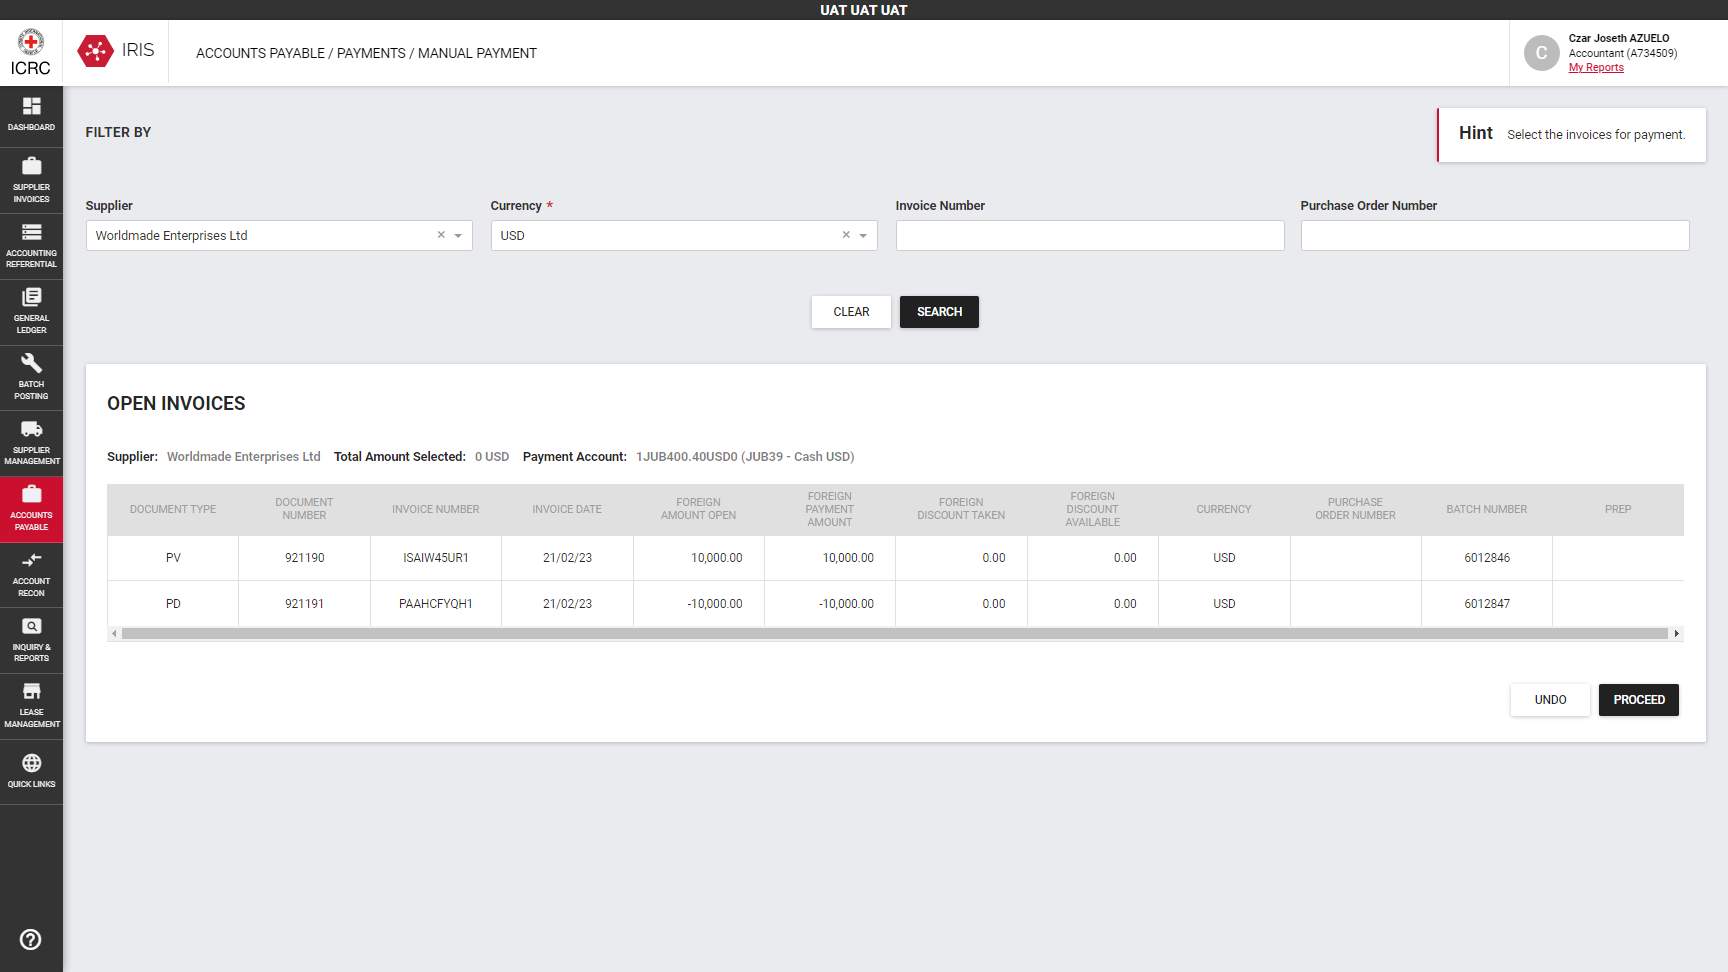 UAT UAT UAT
ICRC
IRIS
ACCOUNTS PAYABLE / PAYMENTS / MANUAL PAYMENT
C
Czar Joseth AZUELO
Accountant (A734509)
My Reports
DASHBOARD
SUPPLIER
INVOICES
ACCOUNTING
REFERENTIAL
GENERAL
LEDGER
BATCH
POSTING
SUPPLIER
MANAGEMENT
ACCOUNTS
PAYABLE
ACCOUNT
RECON
INQUIRY &
REPORTS
LEASE
MANAGEMENT
QUICK LINKS
FILTER BY
Hint Select the invoices for payment.
Supplier Currency * Invoice Number Purchase Order Number
Worldmade Enterprises Ltd USD
CLEAR SEARCH
OPEN INVOICES
Supplier: Worldmade Enterprises Ltd Total Amount Selected: 0 USD Payment Account: 1JUB400.40USD0 (JUB39 - Cash USD)
DOCUMENT TYPE
DOCUMENT
NUMBER
INVOICE NUMBER
INVOICE DATE
FOREIGN
AMOUNT OPEN
FOREIGN
PAYMENT
AMOUNT
FOREIGN
DISCOUNT TAKEN
FOREIGN
DISCOUNT
AVAILABLE
CURRENCY
PURCHASE
ORDER NUMBER
BATCH NUMBER
PREP
PV 921190 ISAIW45UR1 21/02/23 10,000.00 10,000.00 0.00 0.00 USD 6012846
PD 921191 PAAHCFYQH1 21/02/23 -10,000.00 -10,000.00 0.00 0.00 USD 6012847
UNDO PROCEED